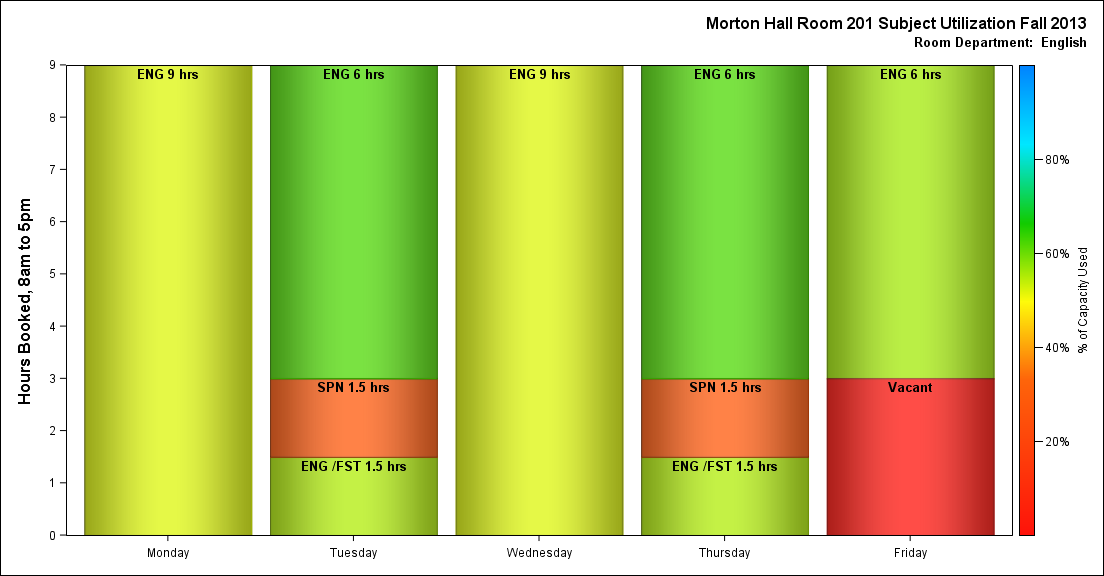 Morton Hall Room 201 Subject Utilization Fall 2013
Room Department: English
Hours Booked, 8am to 5pm
9
8
7
6
5
4
3
2
1
0
ENG 9 hrs
ENG 6 hrs
SPN 1.5 hrs
ENG /FST 1.5 hrs
ENG 9 hrs
ENG 6 hrs
SPN 1.5 hrs
ENG /FST 1.5 hrs
ENG 6 hrs
Vacant
Monday
Tuesday
Wednesday
Thursday
Friday
80%
60%
40%
20%
% of Capacity Used